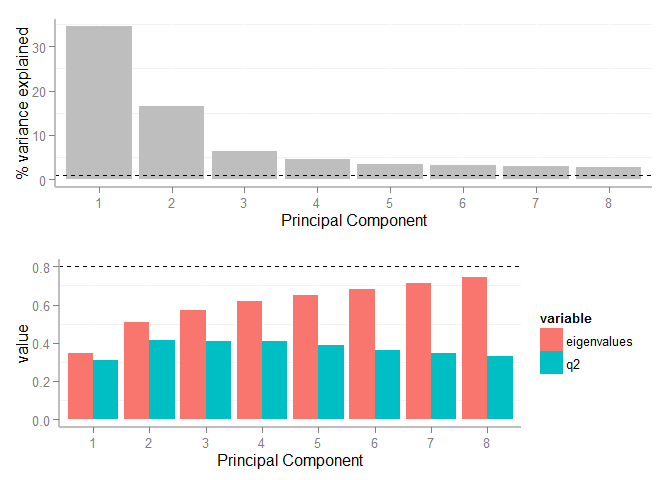 % variance explained
30
20
10
0
1 2 3 4 5 6 7 8
Principal Component
value
0.8
0.6
0.4
0.2
0.0
1 2 3 4 5 6 7 8
Principal Component
variable
eigenvalues
q2